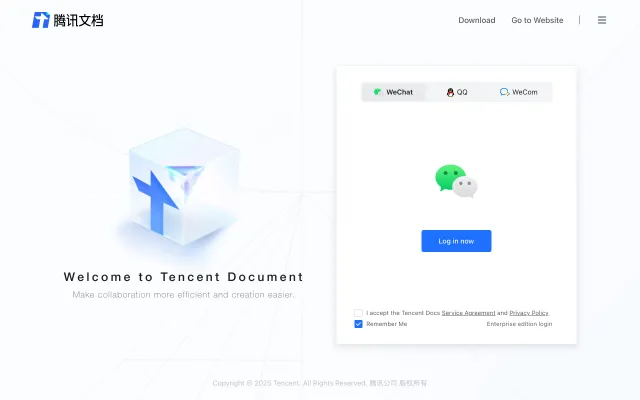 腾讯文档
Download Go to Website
WeChat QQ WeCom
Log in now
Welcome to Tencent Document
Make collaboration more efficient and creation easier.
I accept the Tencent Docs Service Agreement and Privacy Policy
Remember Me Enterprise edition login
Copyright © 2025 Tencent. All Rights Reserved. 腾讯公司 版权所有